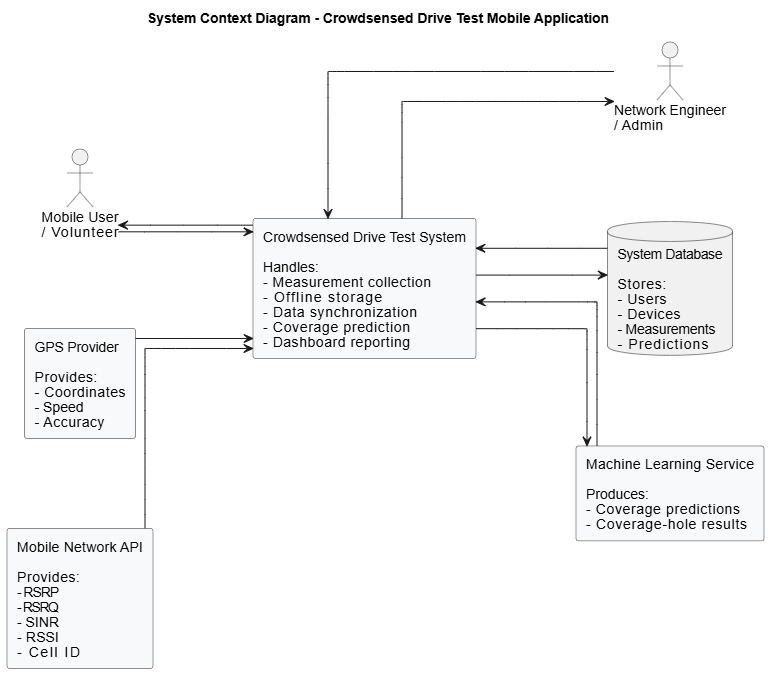 System Context Diagram - Crowdsensed Drive Test Mobile Application
Network Engineer
/ Admin
Mobile User
/ Volunteer
Crowdsensed Drive Test System
Handles:
- Measurement collection
- Offline storage
- Data synchronization
- Coverage prediction
- Dashboard reporting
System Database
Stores:
- Users
- Devices
- Measurements
- Predictions
GPS Provider
Provides:
- Coordinates
- Speed
- Accuracy
Machine Learning Service
Produces:
- Coverage predictions
- Coverage-hole results
Mobile Network API
Provides:
- RSRP
- RSRQ
- SINR
- RSSI
- Cell ID